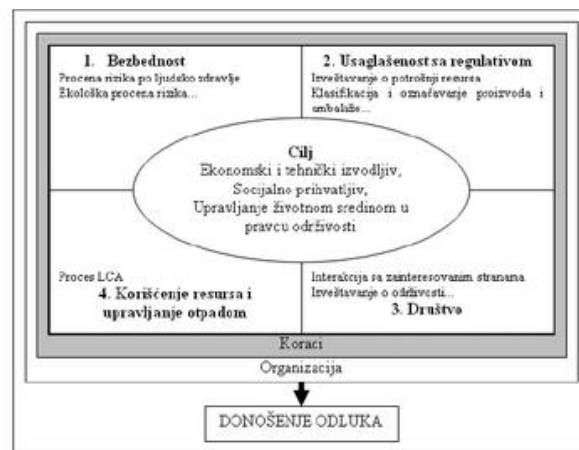 1. Bezbednost
Procena rizika po ljudsko zdravlje
Ekološka procena rizika...
2. Usaglašenost sa regulativom
Izveštavanje o potrošnji resursa
Klasifikacija i označavanje proizvoda i
ambalaže...
Cilj
Ekonomski i tehnički izvodljiv,
Socijalno prihvatljiv,
Upravljanje životnom sredinom u
pravcu održivosti
Proces LCA
4. Korišćenje resursa i
upravljanje otpadom
Interakcija sa zainteresovanim stranama
Izveštavanje o održivosti...
3. Društvo
Koraci
Organizacija
DONOŠENJE ODLUKA